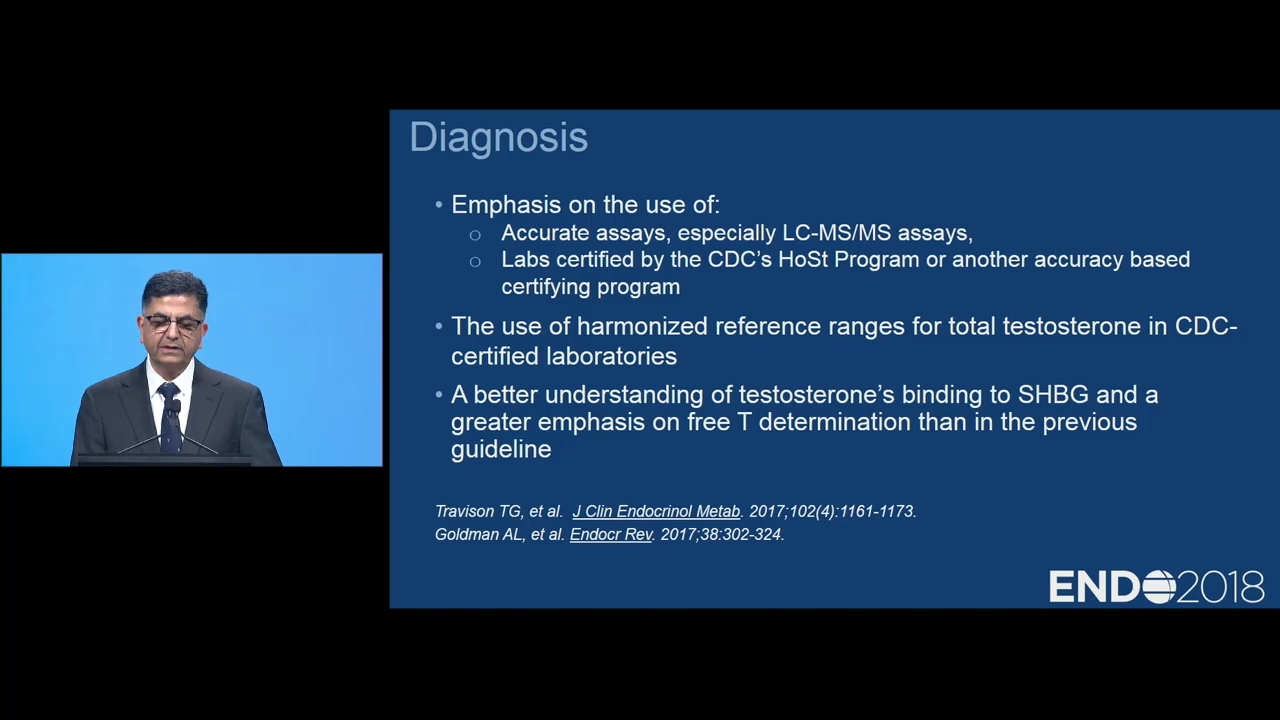 Diagnosis
• Emphasis on the use of:
○ Accurate assays, especially LC-MS/MS assays,
○ Labs certified by the CDC's HoSt Program or another accuracy based
certifying program
• The use of harmonized reference ranges for total testosterone in CDC-
certified laboratories
• A better understanding of testosterone's binding to SHBG and a
greater emphasis on free T determination than in the previous
guideline
Travison TG, et al. J Clin Endocrinol Metab. 2017;102(4):1161-1173.
Goldman AL, et al. Endocr Rev. 2017;38:302-324.
ENDO2018